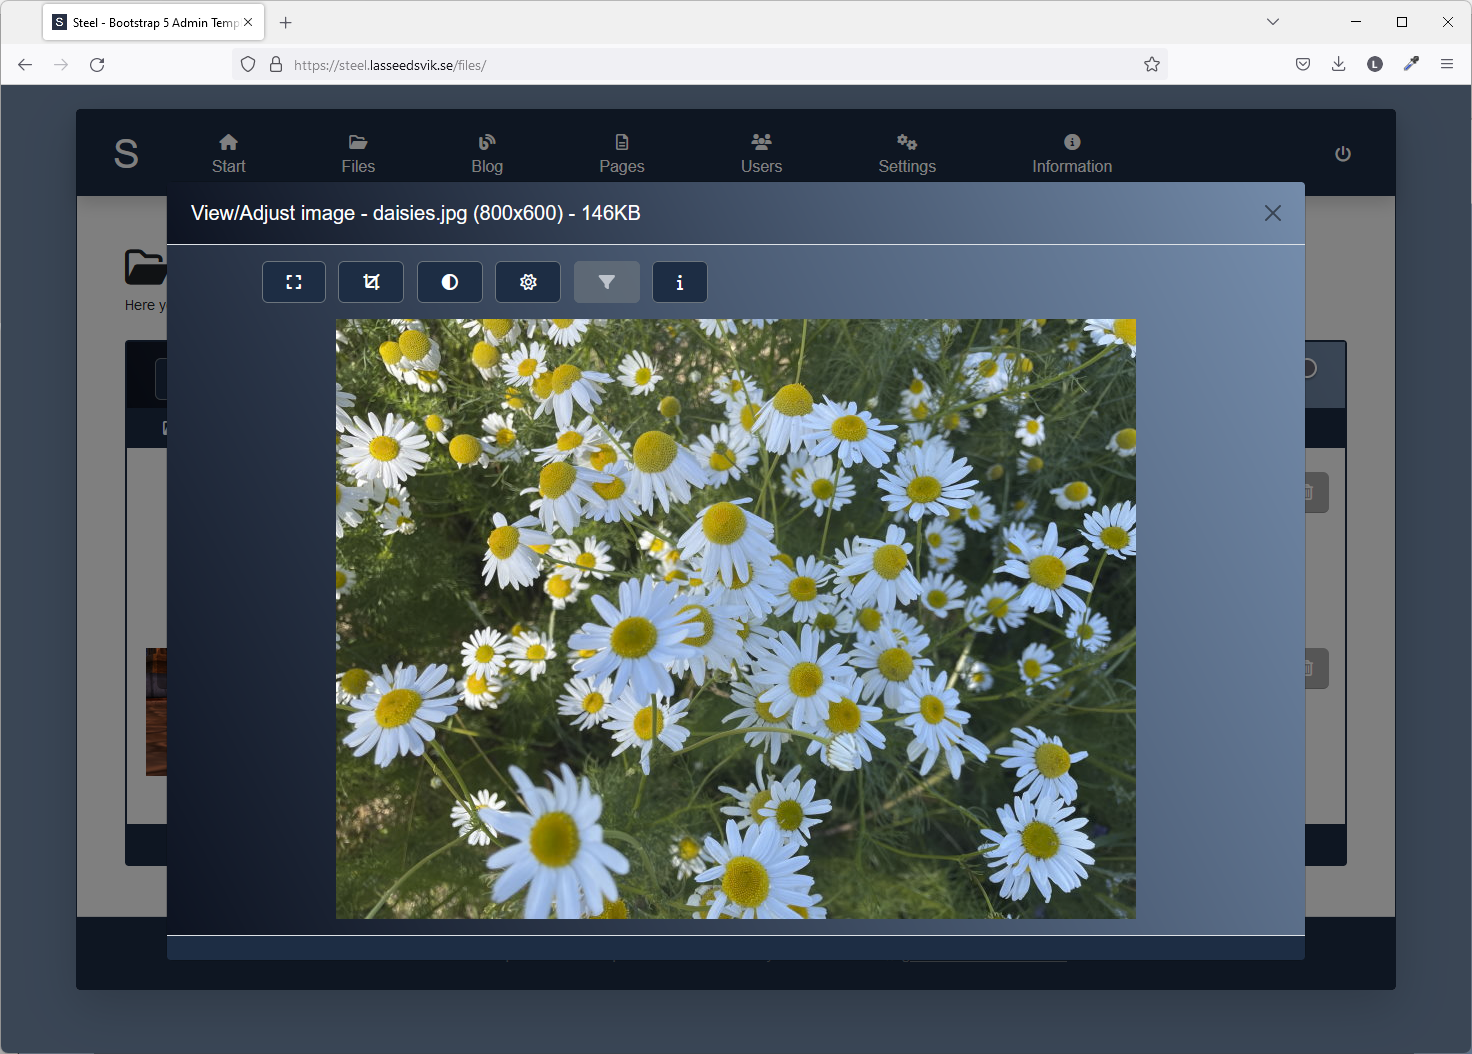 S Steel - Bootstrap 5 Admin Temp
https://steel.lasseedsvik.se/files/
L
S
Start
Files
Blog
Pages
Users
Settings
Information
View/Adjust image - daisies.jpg (800x600) - 146KB
Here y